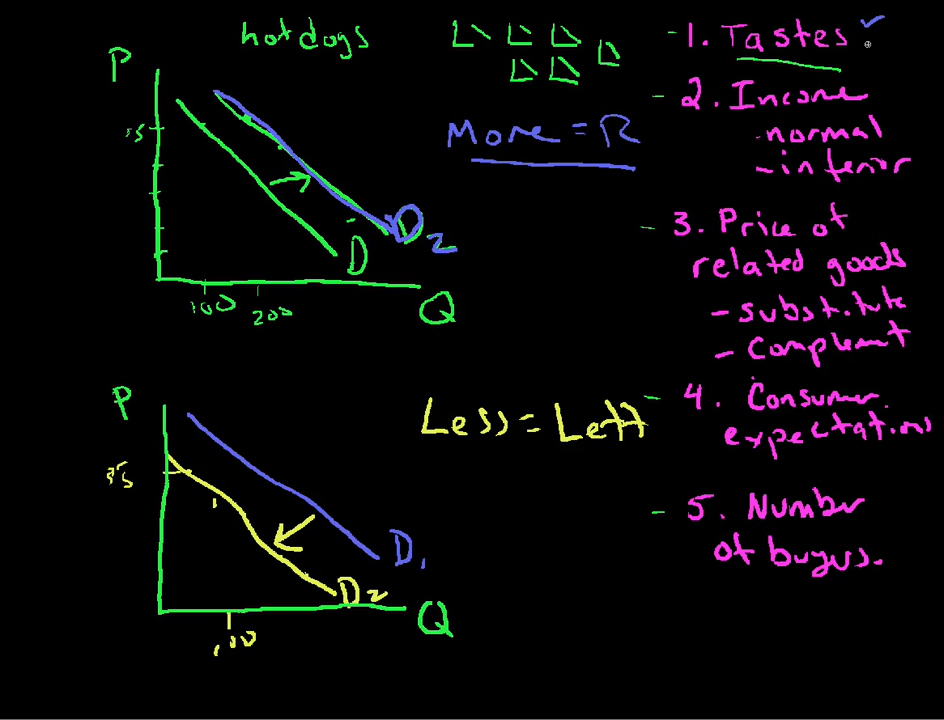 hotdogs
P
$5
D
D2
100
200
Q
More = R
1. Tastes
2. Income
- normal
- inferior
3. Price of
related goods
- substitute
- Complement
4. Consumer
expectations
5. Number
of buyers.
Less = Left
P
$5
D1
D2
100
Q